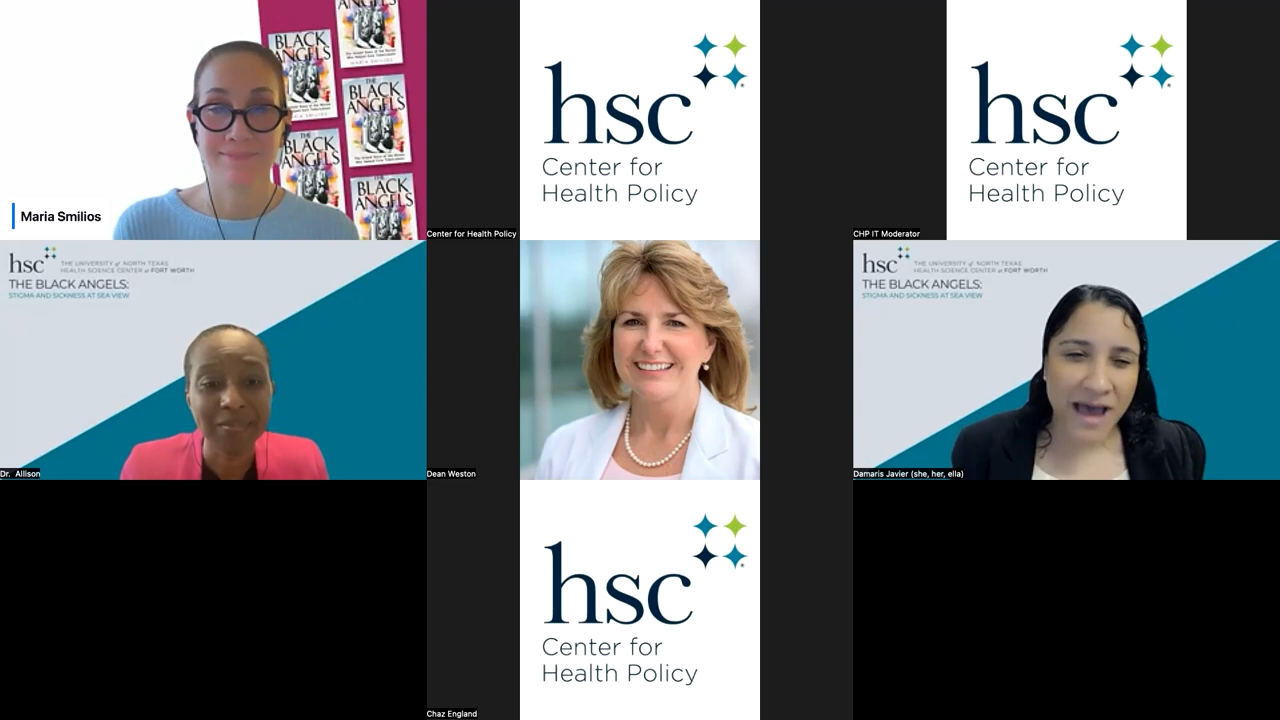 BLACK
ANGELS
THE
BLACK
ANGELS
THE
BLACK
ANGELS
THE
BLACK
ANGELS
Maria Smilios
hsc
Center for
Health Policy
Center for Health Policy
hsc
Center for
Health Policy
CHP IT Moderator
hsc
THE UNIVERSITY of NORTH TEXAS
HEALTH SCIENCE CENTER at FORT WORTH
THE BLACK ANGELS:
STIGMA AND SICKNESS AT SEA VIEW
Dr. Allison
Dean Weston
hsc
THE UNIVERSITY of NORTH TEXAS
HEALTH SCIENCE CENTER at FORT WORTH
THE BLACK ANGELS:
STIGMA AND SICKNESS AT SEA VIEW
Damaris Javier (she, her, ella)
hsc
Center for
Health Policy
Chaz England